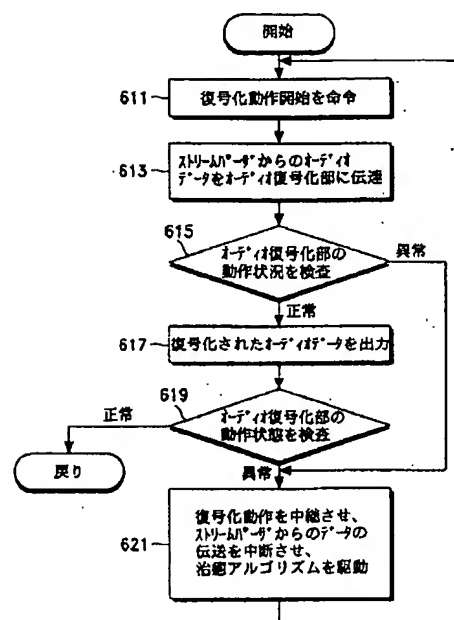 開始
611
復号化動作開始を命令
613
ｽﾄﾘｰﾑﾊﾟｰｻﾞからのｵｰﾃﾞｨｵ
ﾃﾞｰﾀをｵｰﾃﾞｨｵ復号化部に伝達
615
ｵｰﾃﾞｨｵ復号化部の
動作状況を検査
異常
正常
617
復号化されたｵｰﾃﾞｨｵﾃﾞｰﾀを出力
619
ｵｰﾃﾞｨｵ復号化部の
動作状態を検査
正常
戻り
異常
621
復号化動作を中継させ、
ｽﾄﾘｰﾑﾊﾟｰｻﾞからのﾃﾞｰﾀの
伝送を中断させ、
治癒アルゴリズムを駆動